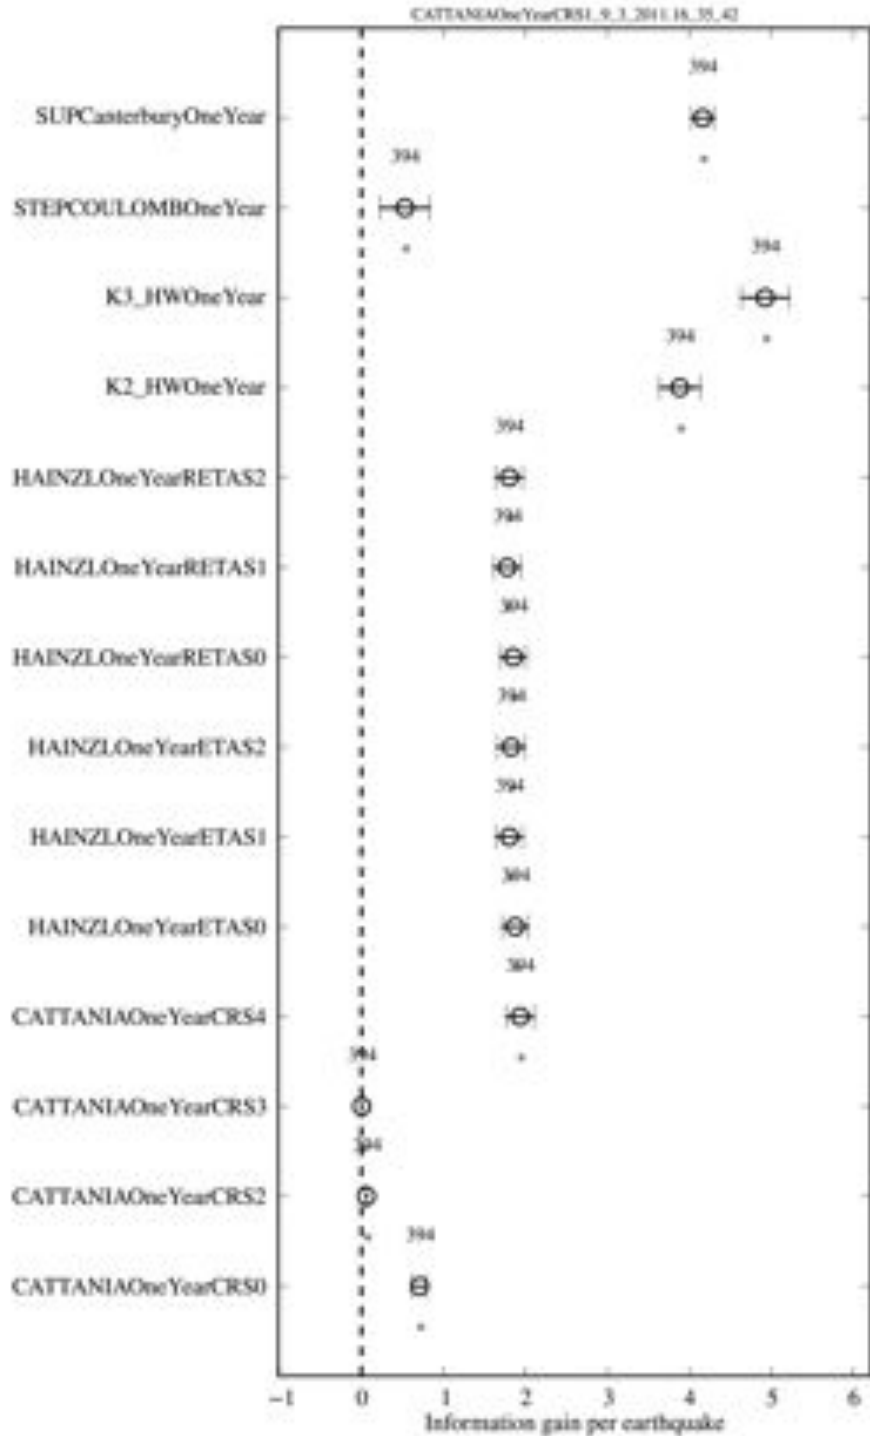 CATTANIAOneYearCRS1_9_3_2011 16_35_42
394
SUPCanterburyOneYear
394
STEPCOULOMBOneYear
394
K3_HWOneYear
394
K2_HWOneYear
394
HAINZLOneYearRETAS2
394
HAINZLOneYearRETAS1
394
HAINZLOneYearRETAS0
394
HAINZLOneYearETAS2
394
HAINZLOneYearETAS1
394
HAINZLOneYearETAS0
394
CATTANIAOneYearCRS4
394
CATTANIAOneYearCRS3
394
CATTANIAOneYearCRS2
394
CATTANIAOneYearCRS0
−1 0 1 2 3 4 5 6
Information gain per earthquake